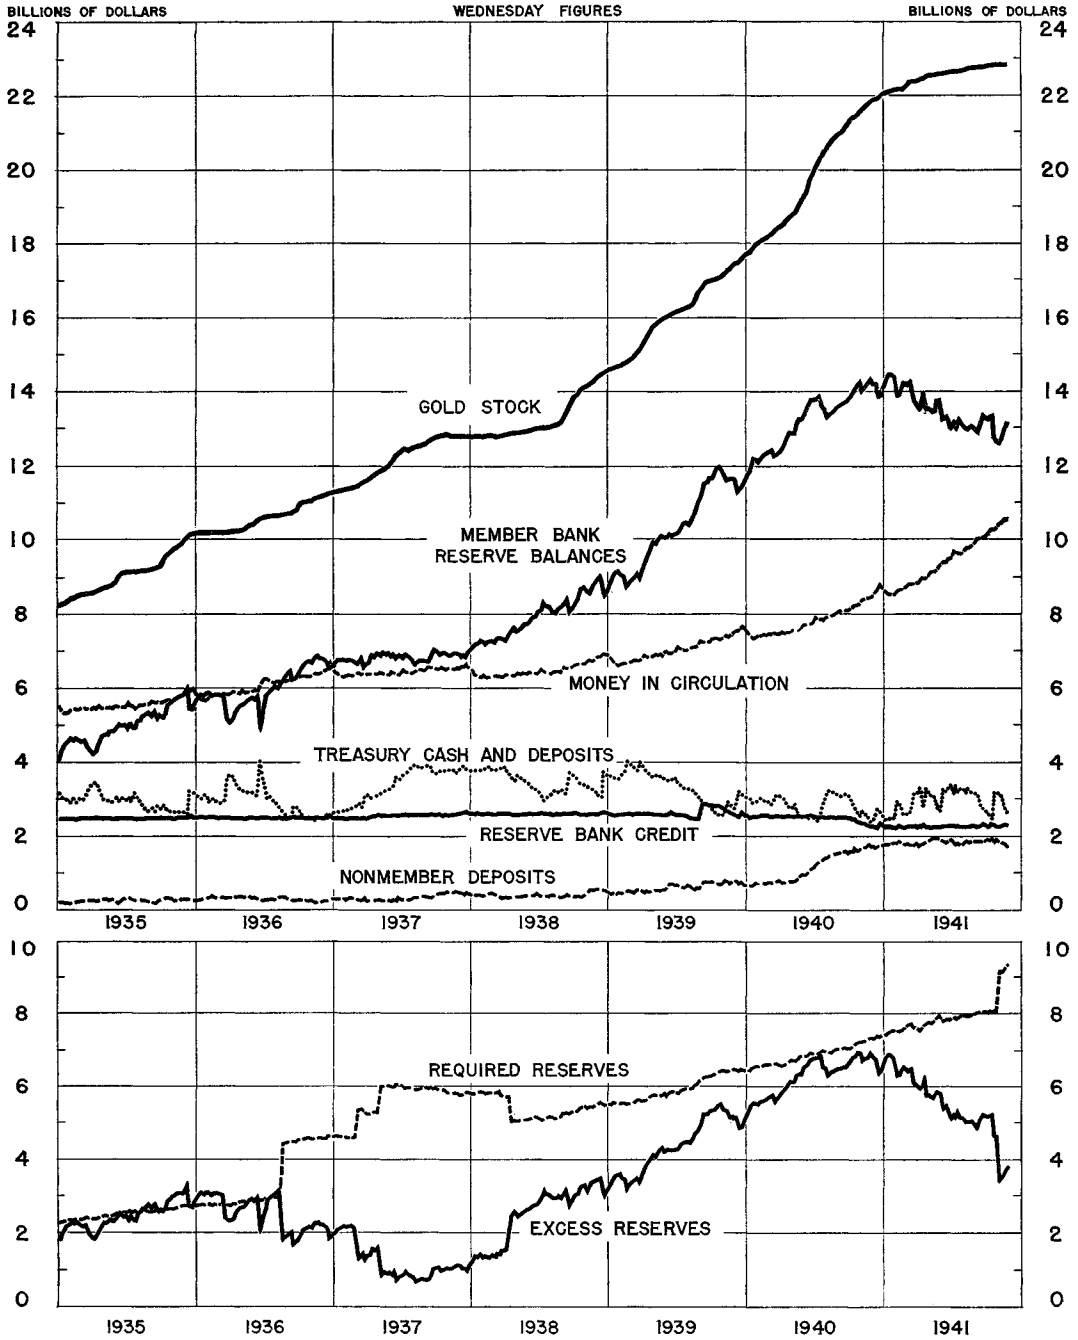 BILLIONS OF DOLLARS WEDNESDAY FIGURES BILLIONS OF DOLLARS
24 24
22 22
20 20
18 18
16 16
14 14
GOLD STOCK
12 12
MEMBER BANK
RESERVE BALANCES
10 10
8 8
MONEY IN CIRCULATION
6 6
TREASURY CASH AND DEPOSITS
4 4
RESERVE BANK CREDIT
2 2
NONMEMBER DEPOSITS
0 0
1935 1936 1937 1938 1939 1940 1941
10 10
8 8
REQUIRED RESERVES
6 6
4 4
EXCESS RESERVES
2 2
0 0
1935 1936 1937 1938 1939 1940 1941